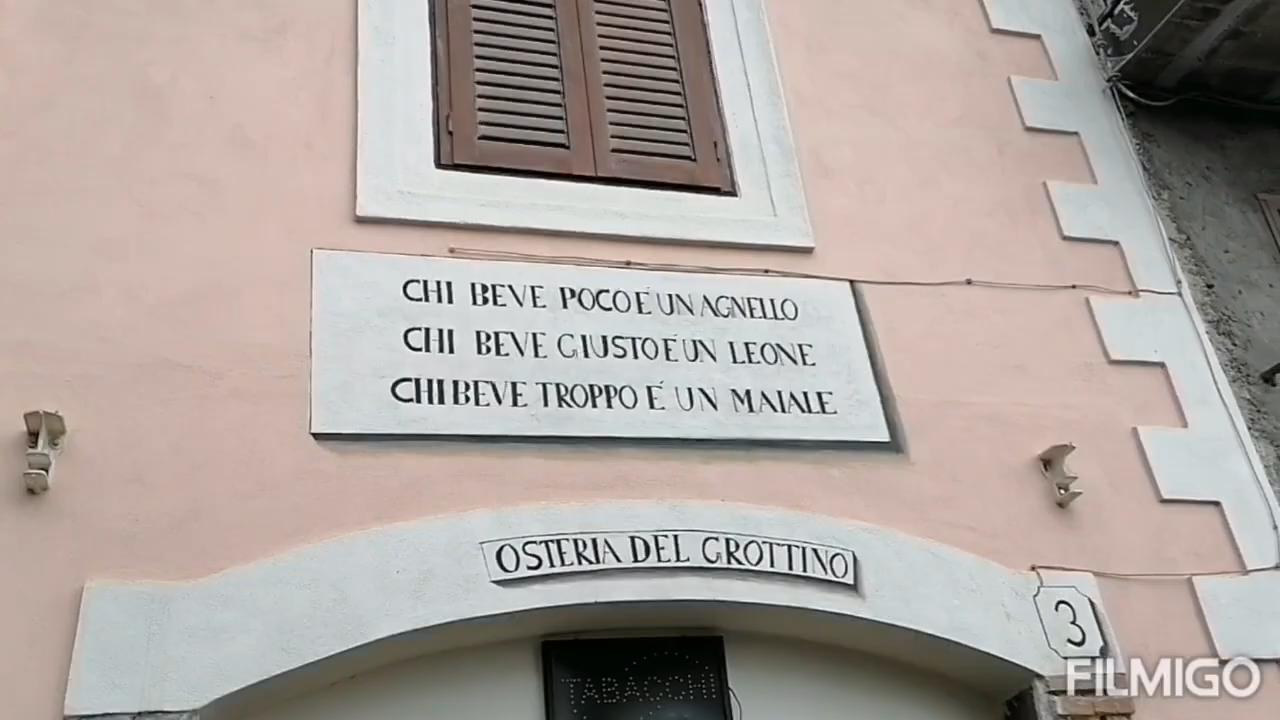 CHI BEVE POCO É UN AGNELLO
CHI BEVE GIUSTO É UN LEONE
CHI BEVE TROPPO É UN MAIALE
OSTERIA DEL GROTTINO
3
TABACCHI
FILMIGO